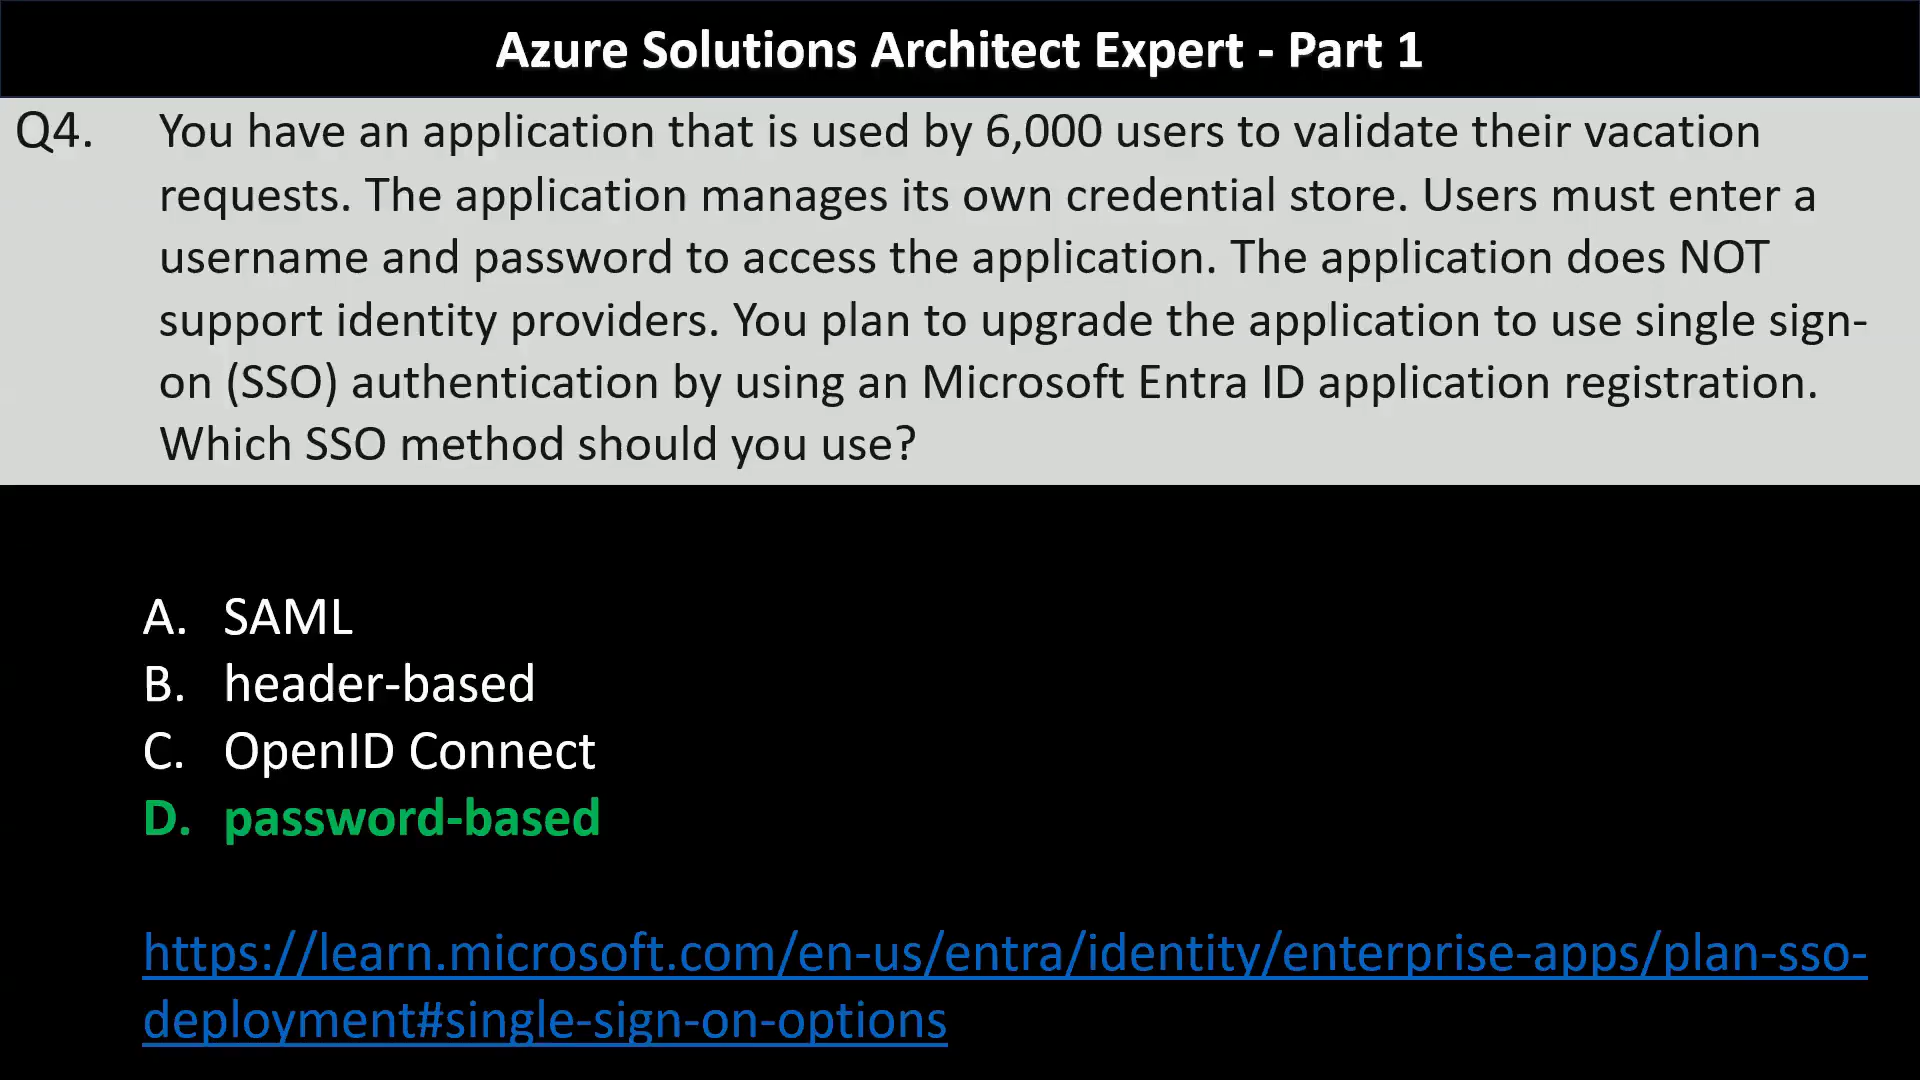 Azure Solutions Architect Expert - Part 1
Q4. You have an application that is used by 6,000 users to validate their vacation
requests. The application manages its own credential store. Users must enter a
username and password to access the application. The application does NOT
support identity providers. You plan to upgrade the application to use single sign-
on (SSO) authentication by using an Microsoft Entra ID application registration.
Which SSO method should you use?
A. SAML
B. header-based
C. OpenID Connect
D. password-based
https://learn.microsoft.com/en-us/entra/identity/enterprise-apps/plan-sso-
deployment#single-sign-on-options